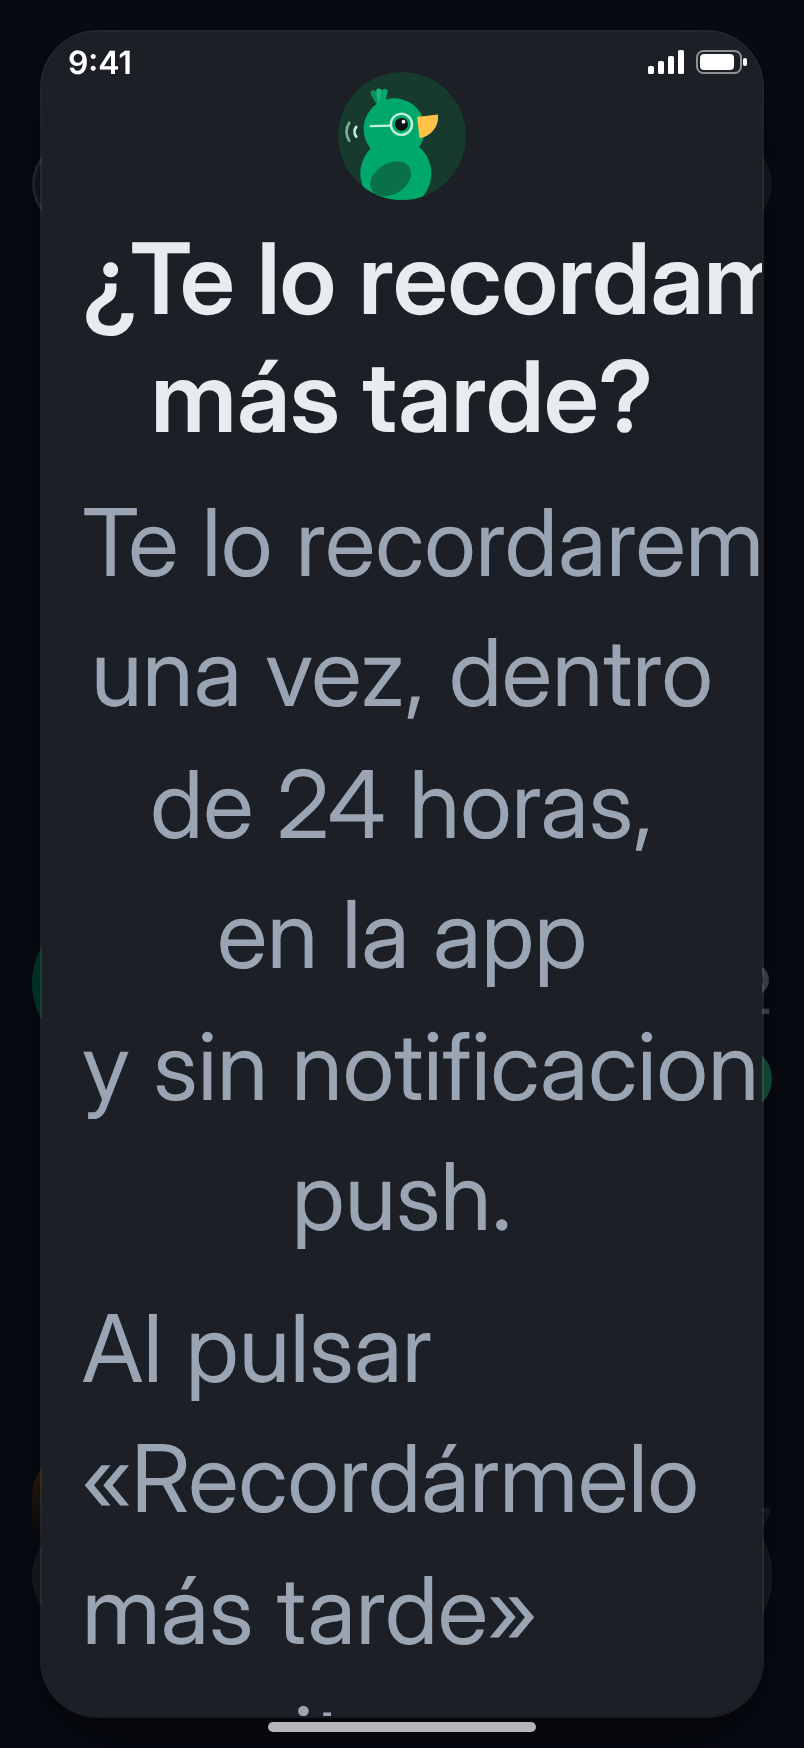 9:41
¿Te lo recordam
más tarde?
Te lo recordarem
una vez, dentro
de 24 horas,
en la app
y sin notificacion
push.
Al pulsar
«Recordármelo
más tarde»